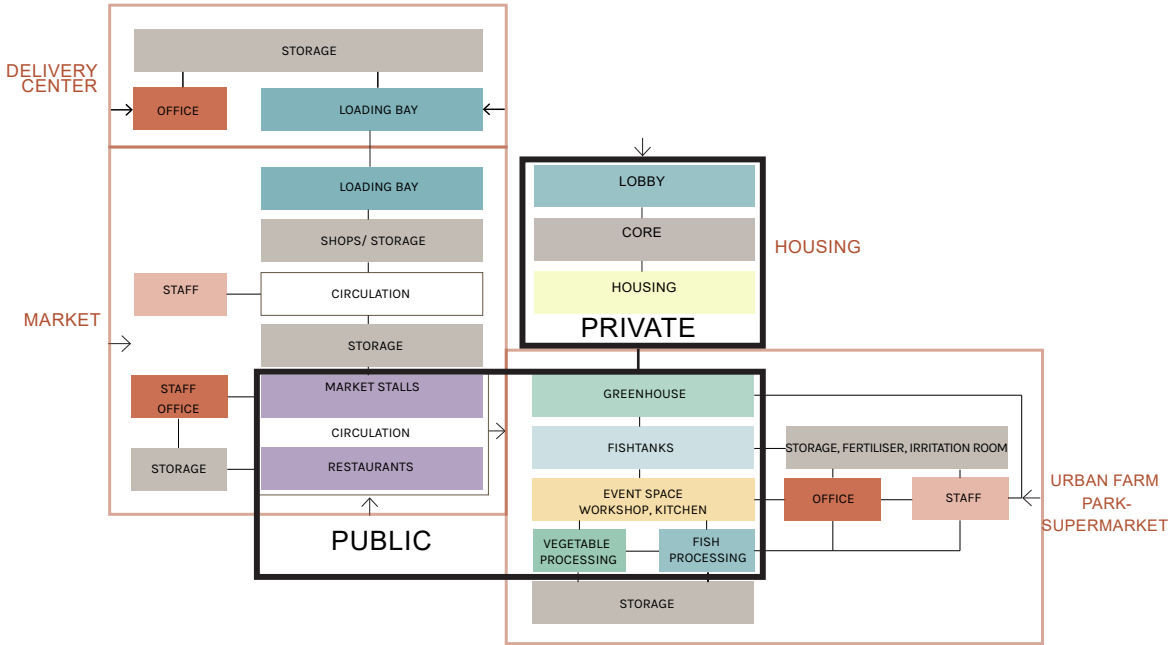 STORAGE
DELIVERY
CENTER
OFFICE
LOADING BAY
LOADING BAY
LOBBY
SHOPS/ STORAGE
CORE
HOUSING
STAFF
CIRCULATION
HOUSING
MARKET
PRIVATE
STORAGE
STAFF
OFFICE
MARKET STALLS
GREENHOUSE
CIRCULATION
STORAGE
RESTAURANTS
FISHTANKS
STORAGE, FERTILISER, IRRITATION ROOM
EVENT SPACE
WORKSHOP, KITCHEN
OFFICE
STAFF
URBAN FARM
PARK-
SUPERMARKET
PUBLIC
VEGETABLE
PROCESSING
FISH
PROCESSING
STORAGE